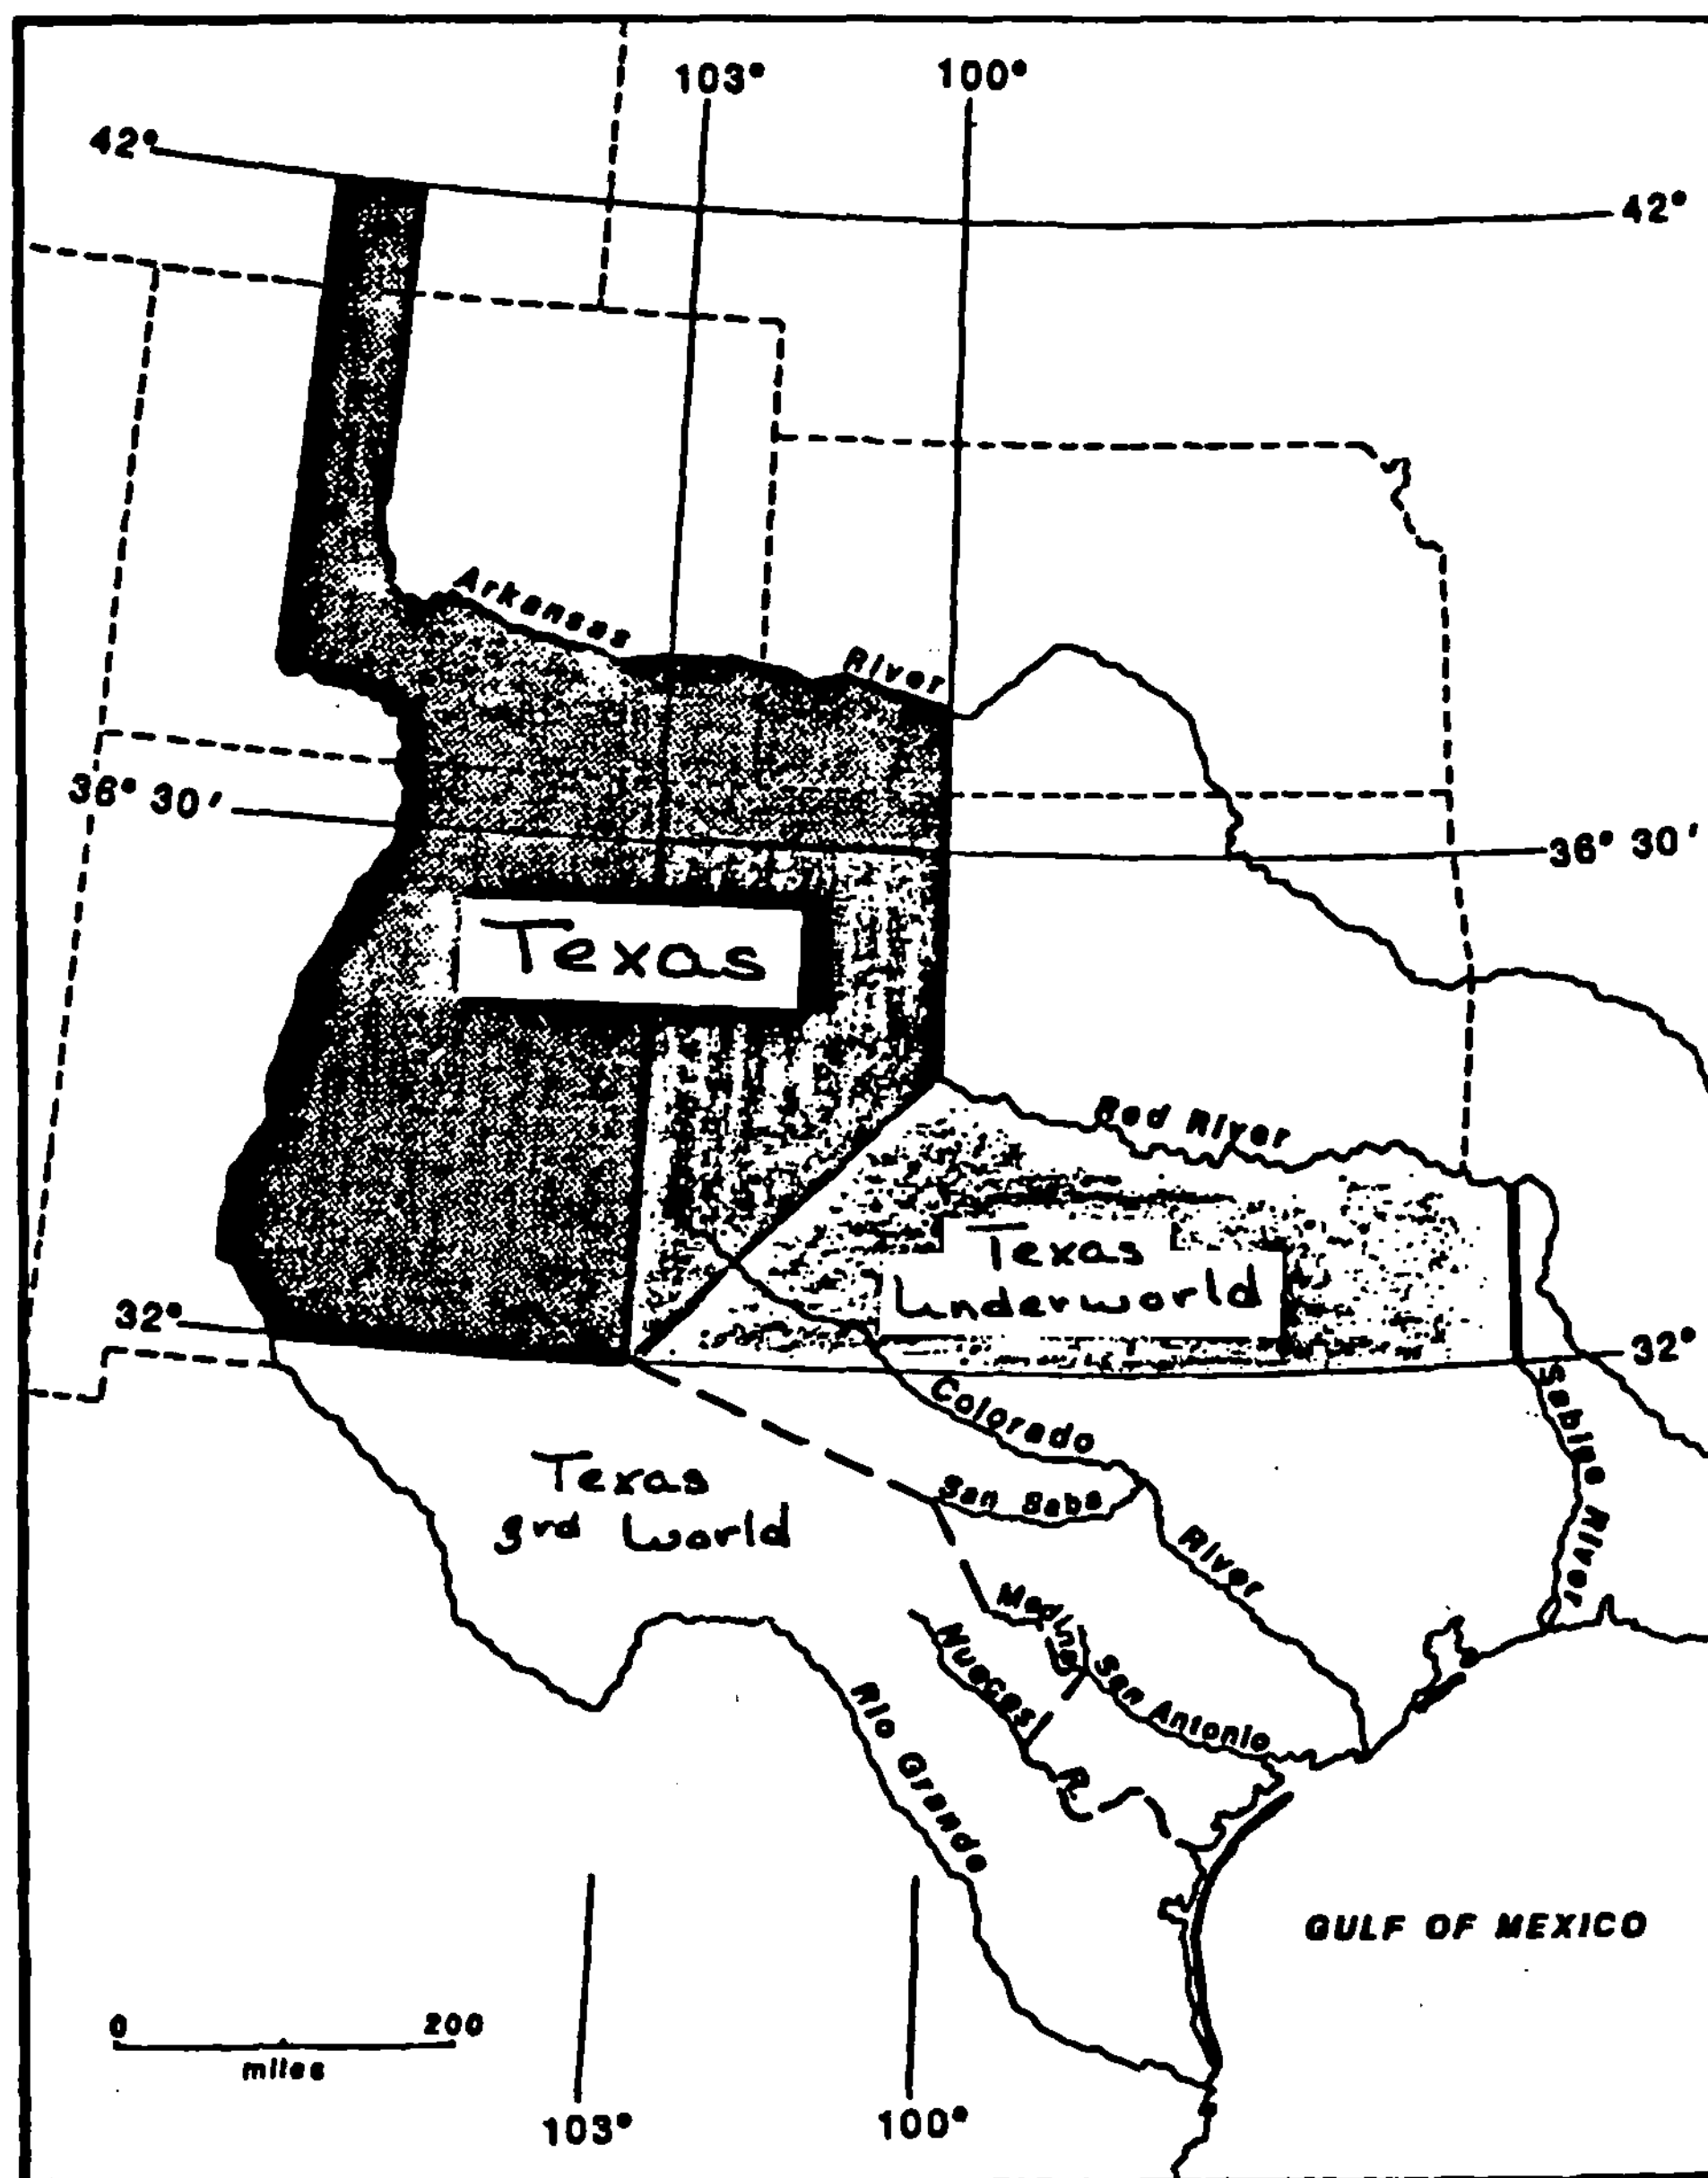 103° 100°
42°
42°
Arkansas
River
36° 30'
36° 30'
Texas
Red River
Texas
Underworld
32°
32°
Colorado
Sabine River
Texas
3rd World
San Saba
River
Medina
Nueces R.
San Antonio
Rio Grande
GULF OF MEXICO
0 200
miles
103° 100°